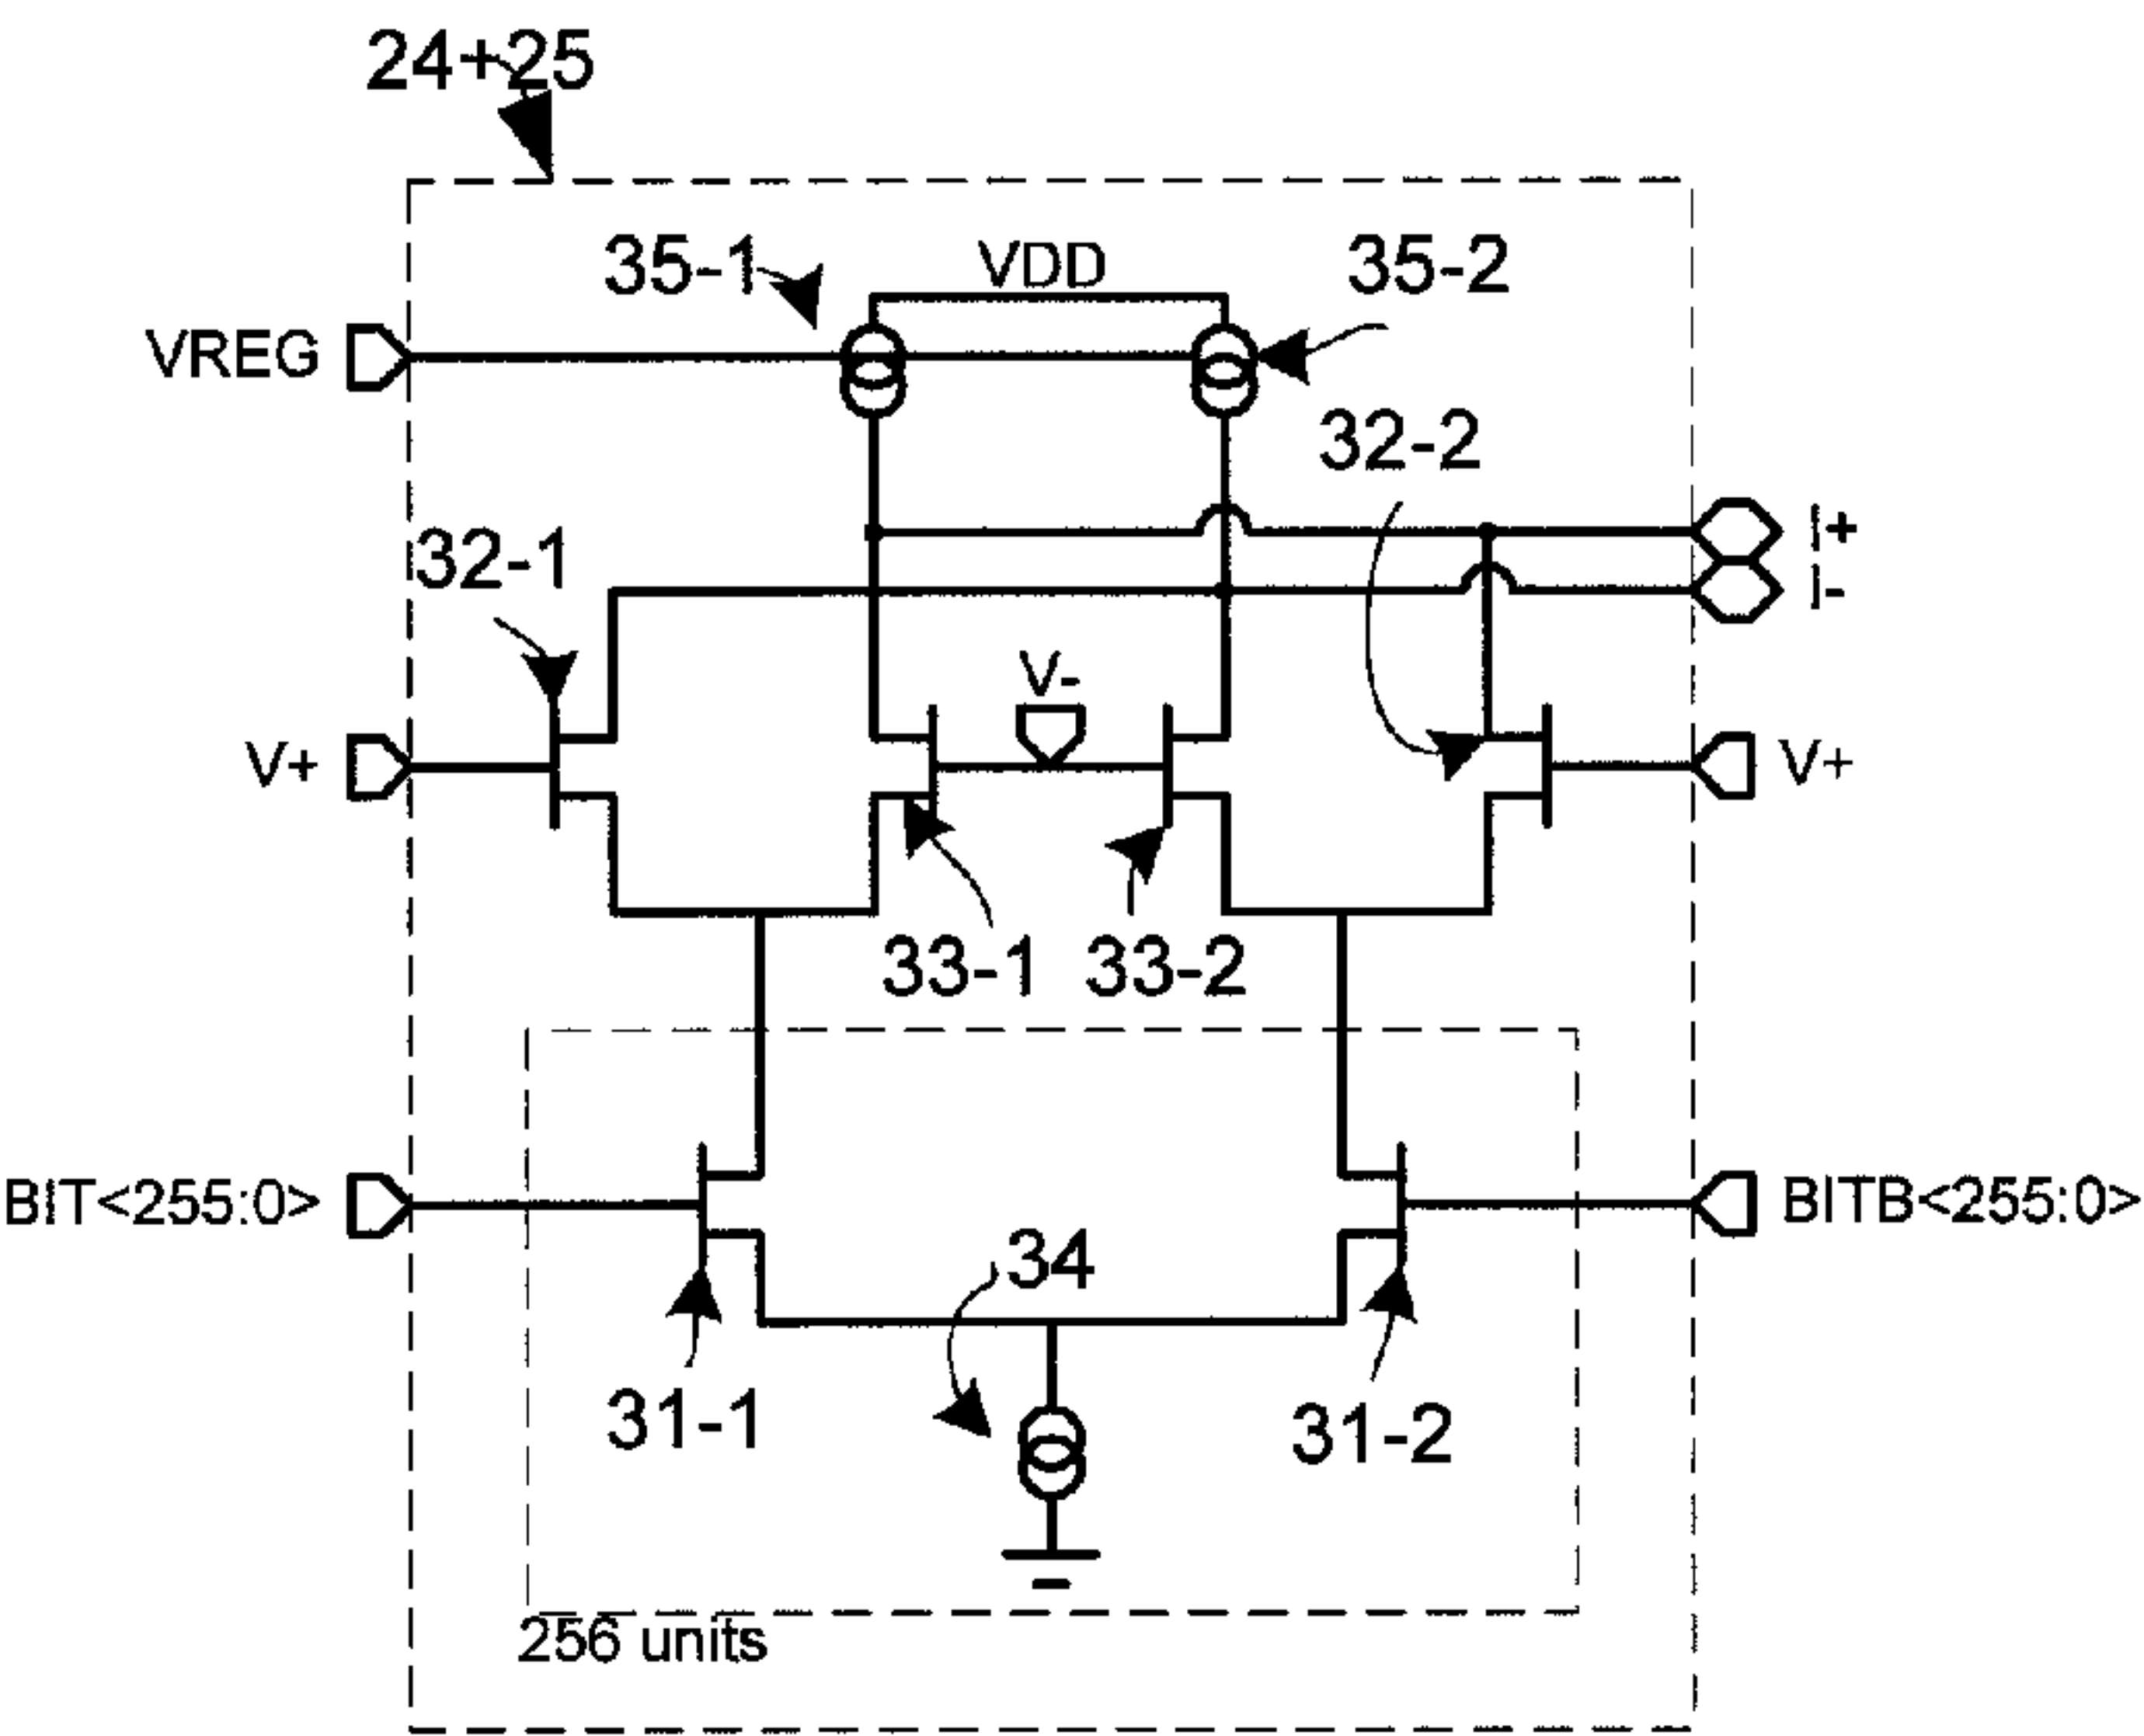 24+25
35-1
VDD
35-2
VREG
32-2
I+
32-1
I-
V-
V+
V+
33-1
33-2
BIT<255:0>
BITB<255:0>
34
31-1
31-2
256 units